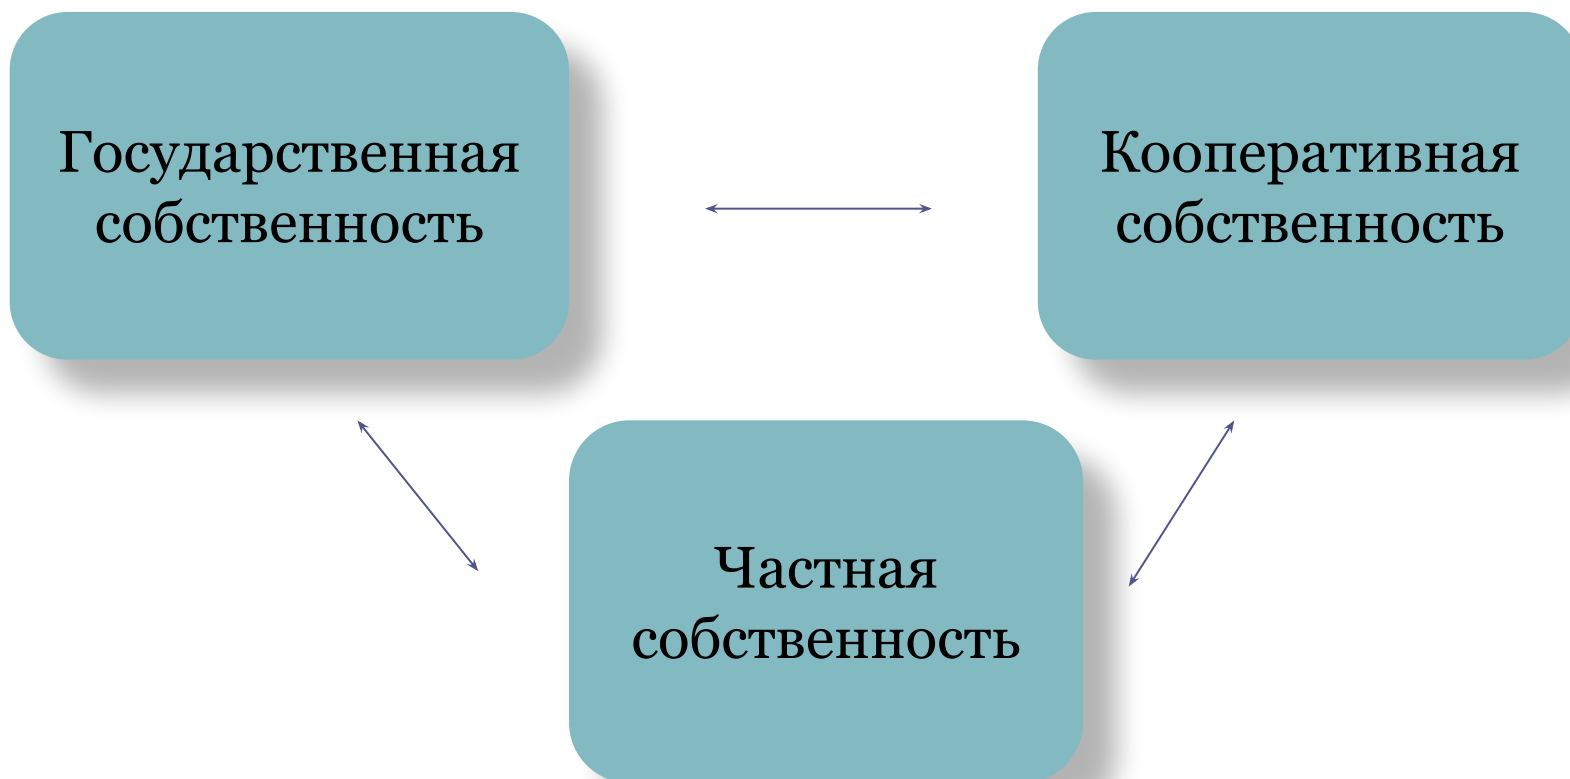 Государственная
собственность
Кооперативная
собственность
Частная
собственность